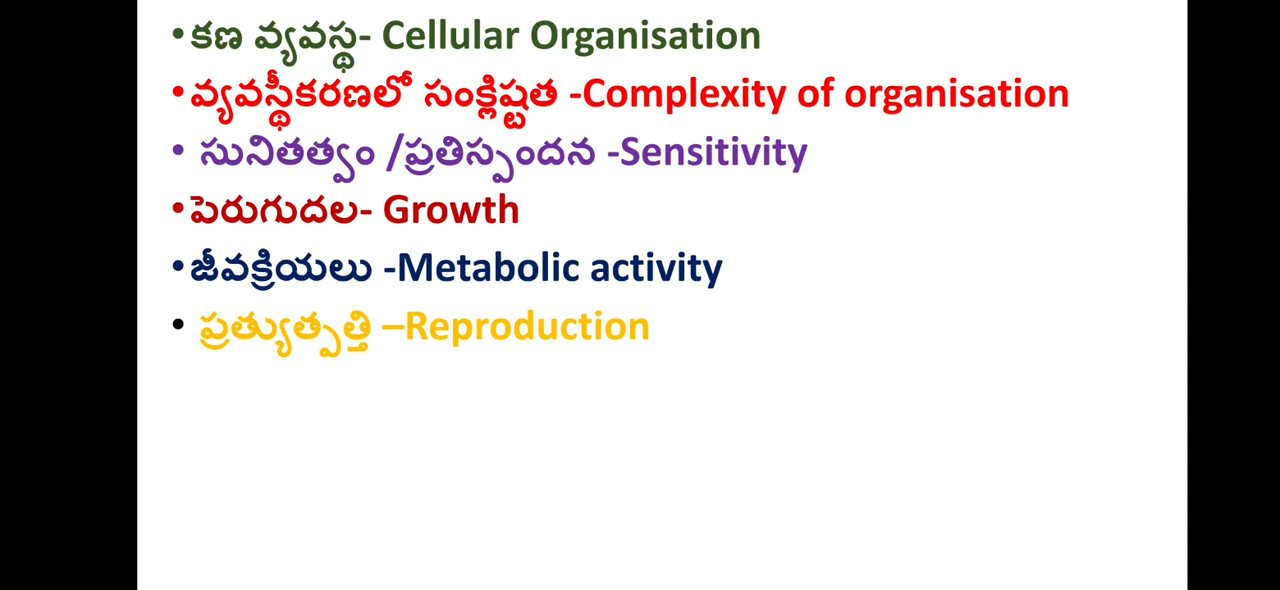 •కణ వ్యవస్థ- Cellular Organisation
•వ్యవస్థీకరణలో సంక్లిష్టత -Complexity of organisation
• సునితత్వం /ప్రతిస్పందన -Sensitivity
•పెరుగుదల- Growth
•జీవక్రియలు -Metabolic activity
• ప్రత్యుత్పత్తి –Reproduction